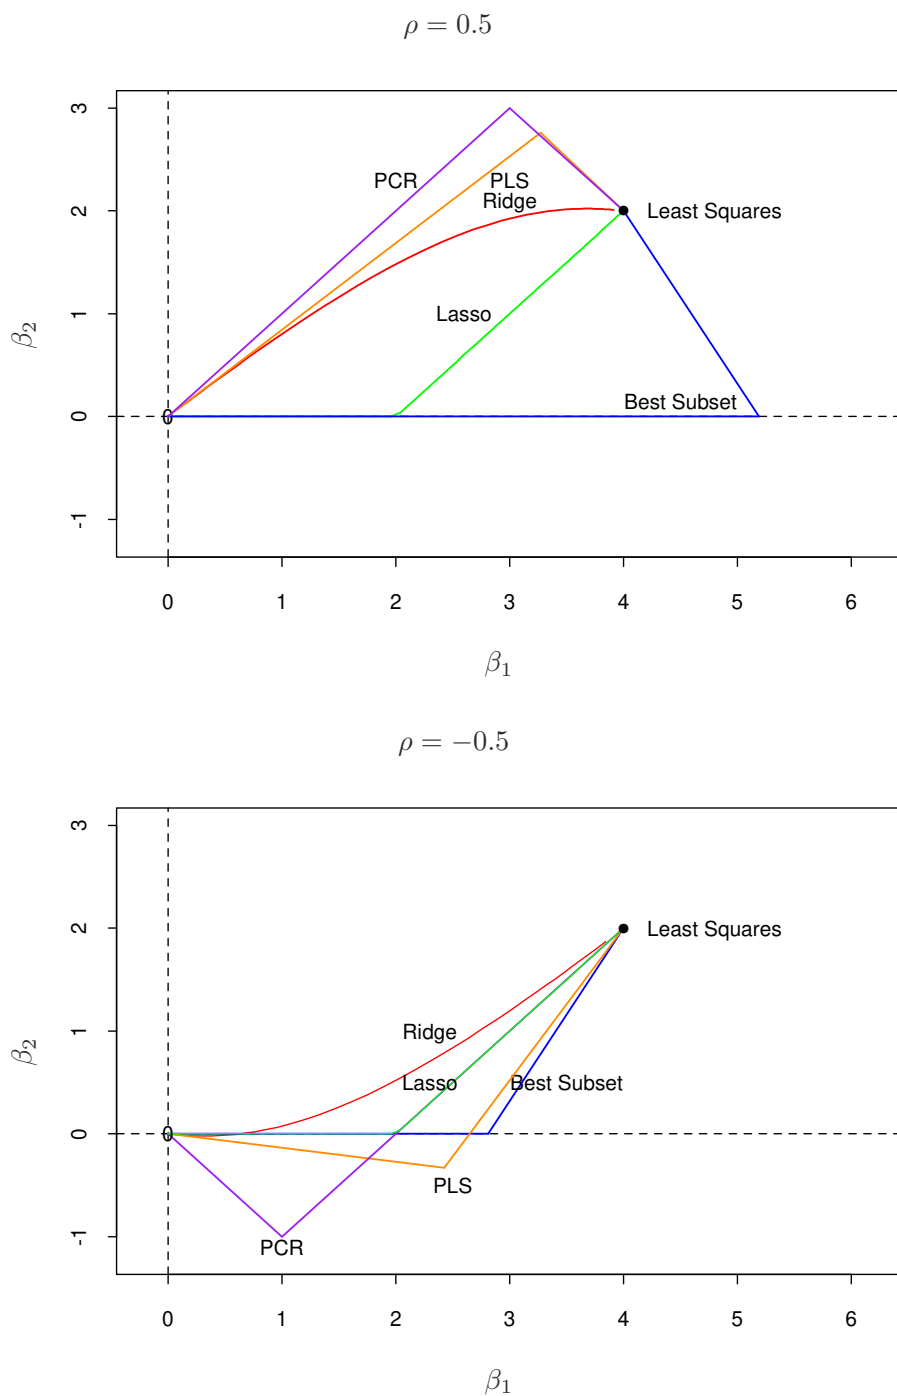 ρ = 0.5
3
PCR
PLS
Ridge
2
Least Squares
Lasso
1
β2
Best Subset
0
0
-1
0 1 2 3 4 5 6
β1
ρ = −0.5
3
2
Least Squares
Ridge
1
β2
Lasso
Best Subset
0
0
PLS
-1
PCR
0 1 2 3 4 5 6
β1